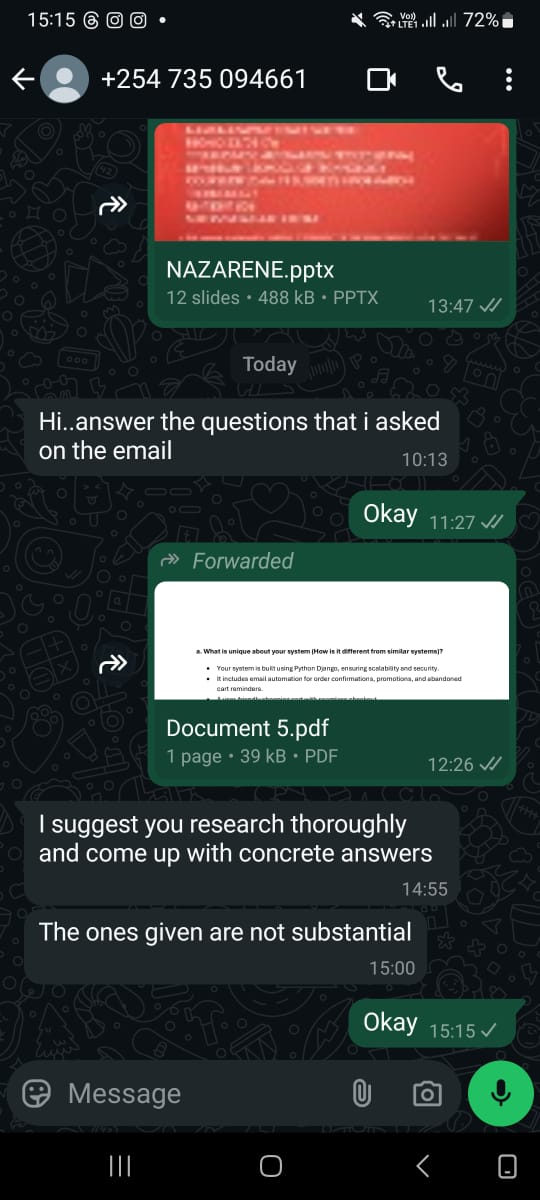 15:15
Vo))
LTE1
72%
+254 735 094661
NAZARENE.pptx
12 slides • 488 kB • PPTX
13:47
Today
Hi..answer the questions that i asked
on the email
10:13
Okay
11:27
Forwarded
a. What is unique about your system (How is it different from similar systems)?
• Your system is built using Python Django, ensuring scalability and security.
• It includes email automation for order confirmations, promotions, and abandoned
cart reminders.
Document 5.pdf
1 page • 39 kB • PDF
12:26
I suggest you research thoroughly
and come up with concrete answers
14:55
The ones given are not substantial
15:00
Okay
15:15
Message